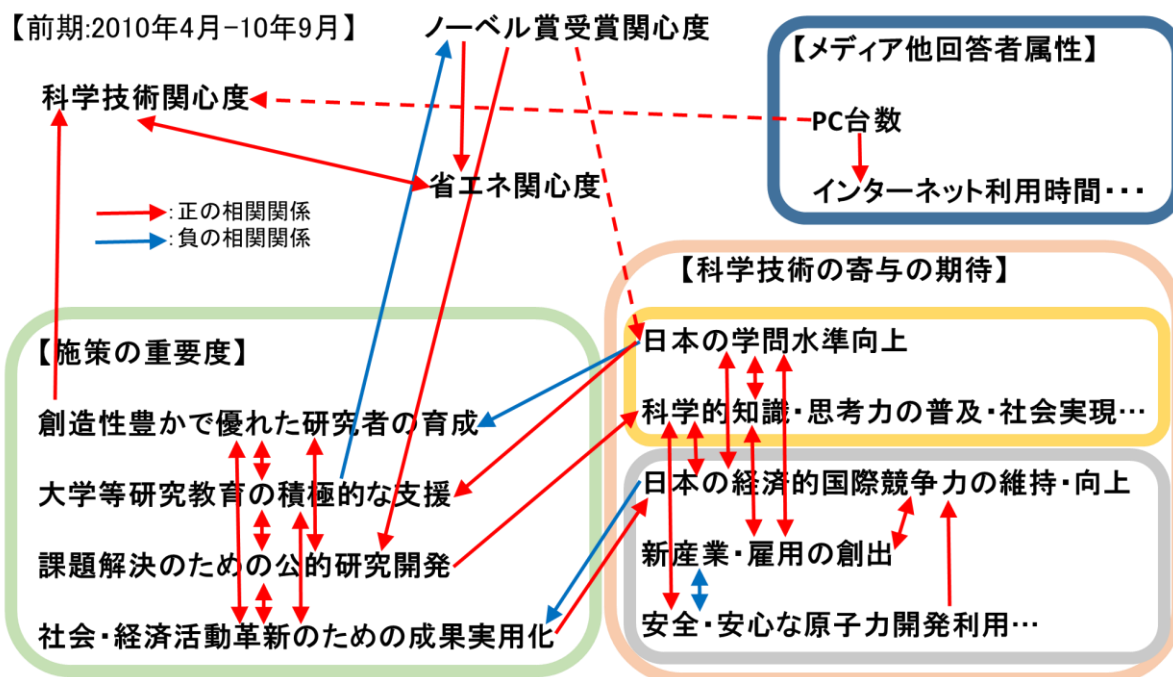 【前期:2010年4月-10年9月】
ノーベル賞受賞関心度
【メディア他回答者属性】
科学技術関心度
PC台数
省エネ関心度
インターネット利用時間・・・
:正の相関関係
:負の相関関係
【科学技術の寄与の期待】
【施策の重要度】
日本の学問水準向上
創造性豊かで優れた研究者の育成
科学的知識・思考力の普及・社会実現…
大学等研究教育の積極的な支援
日本の経済的国際競争力の維持・向上
課題解決のための公的研究開発
新産業・雇用の創出
社会・経済活動革新のための成果実用化
安全・安心な原子力開発利用…